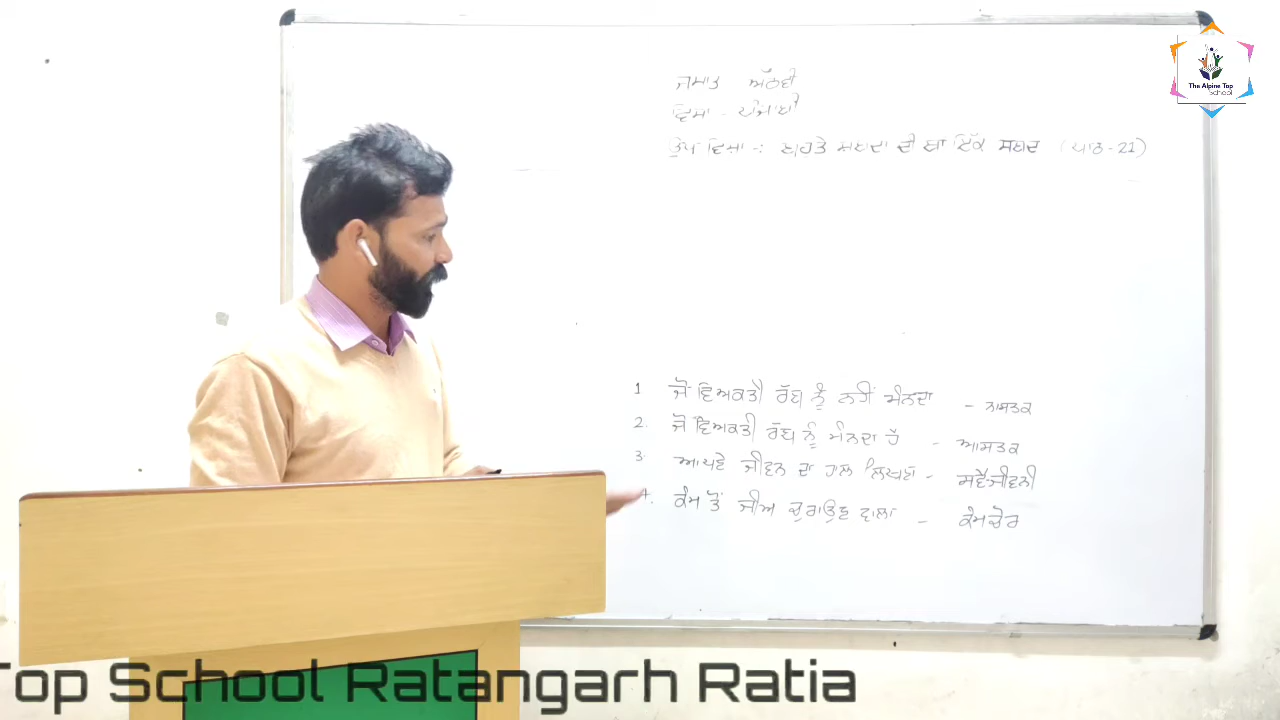 ਜਮਾਤ ਅੱਠਵੀਂ
ਵਿਸ਼ਾ - ਪੰਜਾਬੀ
ਉਪ ਵਿਸ਼ਾ -: ਬਹੁਤੇ ਸ਼ਬਦਾ ਦੀ ਥਾਂ ਇੱਕ ਸ਼ਬਦ (ਪਾਠ-21)
The Alpine Top
School
1 ਜੋ ਵਿਅਕਤੀ ਰੱਬ ਨੂੰ ਨਹੀਂ ਮੰਨਦਾ - ਨਾਸਤਕ
2. ਜੋ ਵਿਅਕਤੀ ਰੱਬ ਨੂੰ ਮੰਨਦਾ ਹੈ - ਆਸਤਕ
3. ਆਪਣੇ ਜੀਵਨ ਦਾ ਹਾਲ ਲਿਖਣਾ - ਸਵੈ-ਜੀਵਨੀ
4. ਕੰਮ ਤੋਂ ਜੀਅ ਚੁਰਾਉਣ ਵਾਲਾ - ਕੰਮਚੋਰ
Top School Ratangarh Ratia